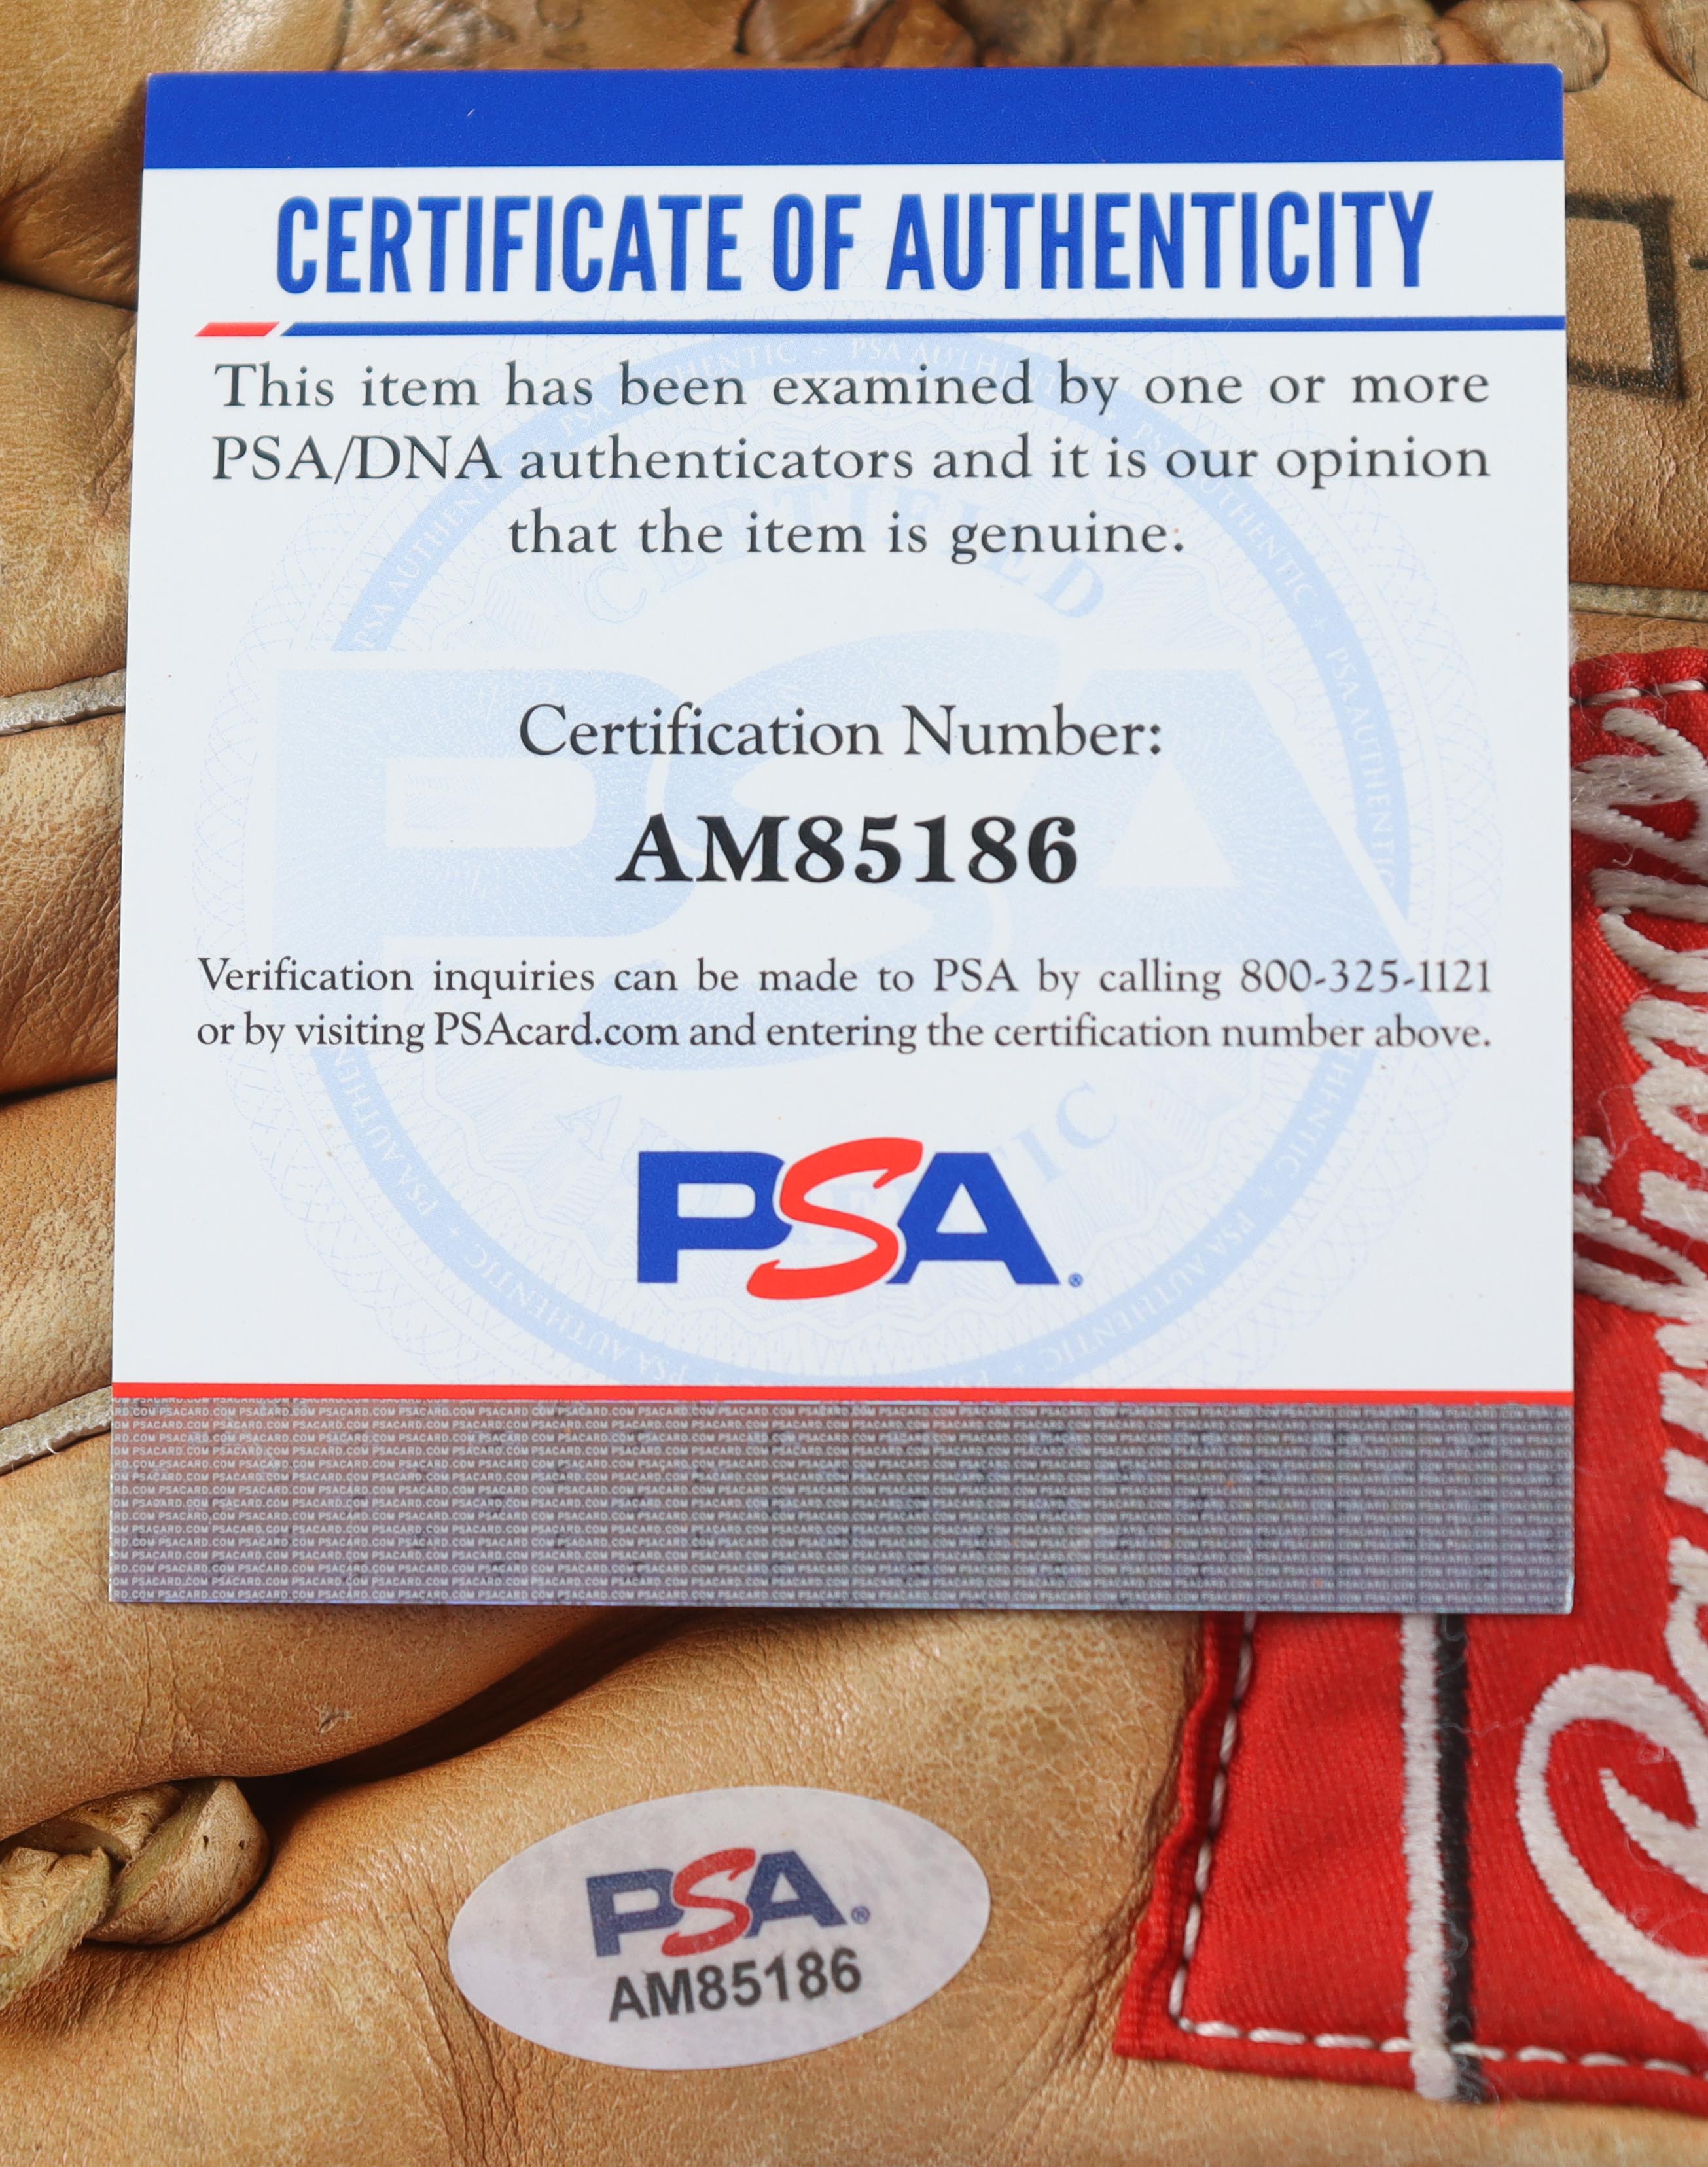 CERTIFICATE OF AUTHENTICITY
This item has been examined by one or more
PSA/DNA authenticators and it is our opinion
that the item is genuine.
Certification Number:
AM85186
Verification inquiries can be made to PSA by calling 800-325-1121
or by visiting PSAcard.com and entering the certification number above.
PSA®
PSA®
AM85186